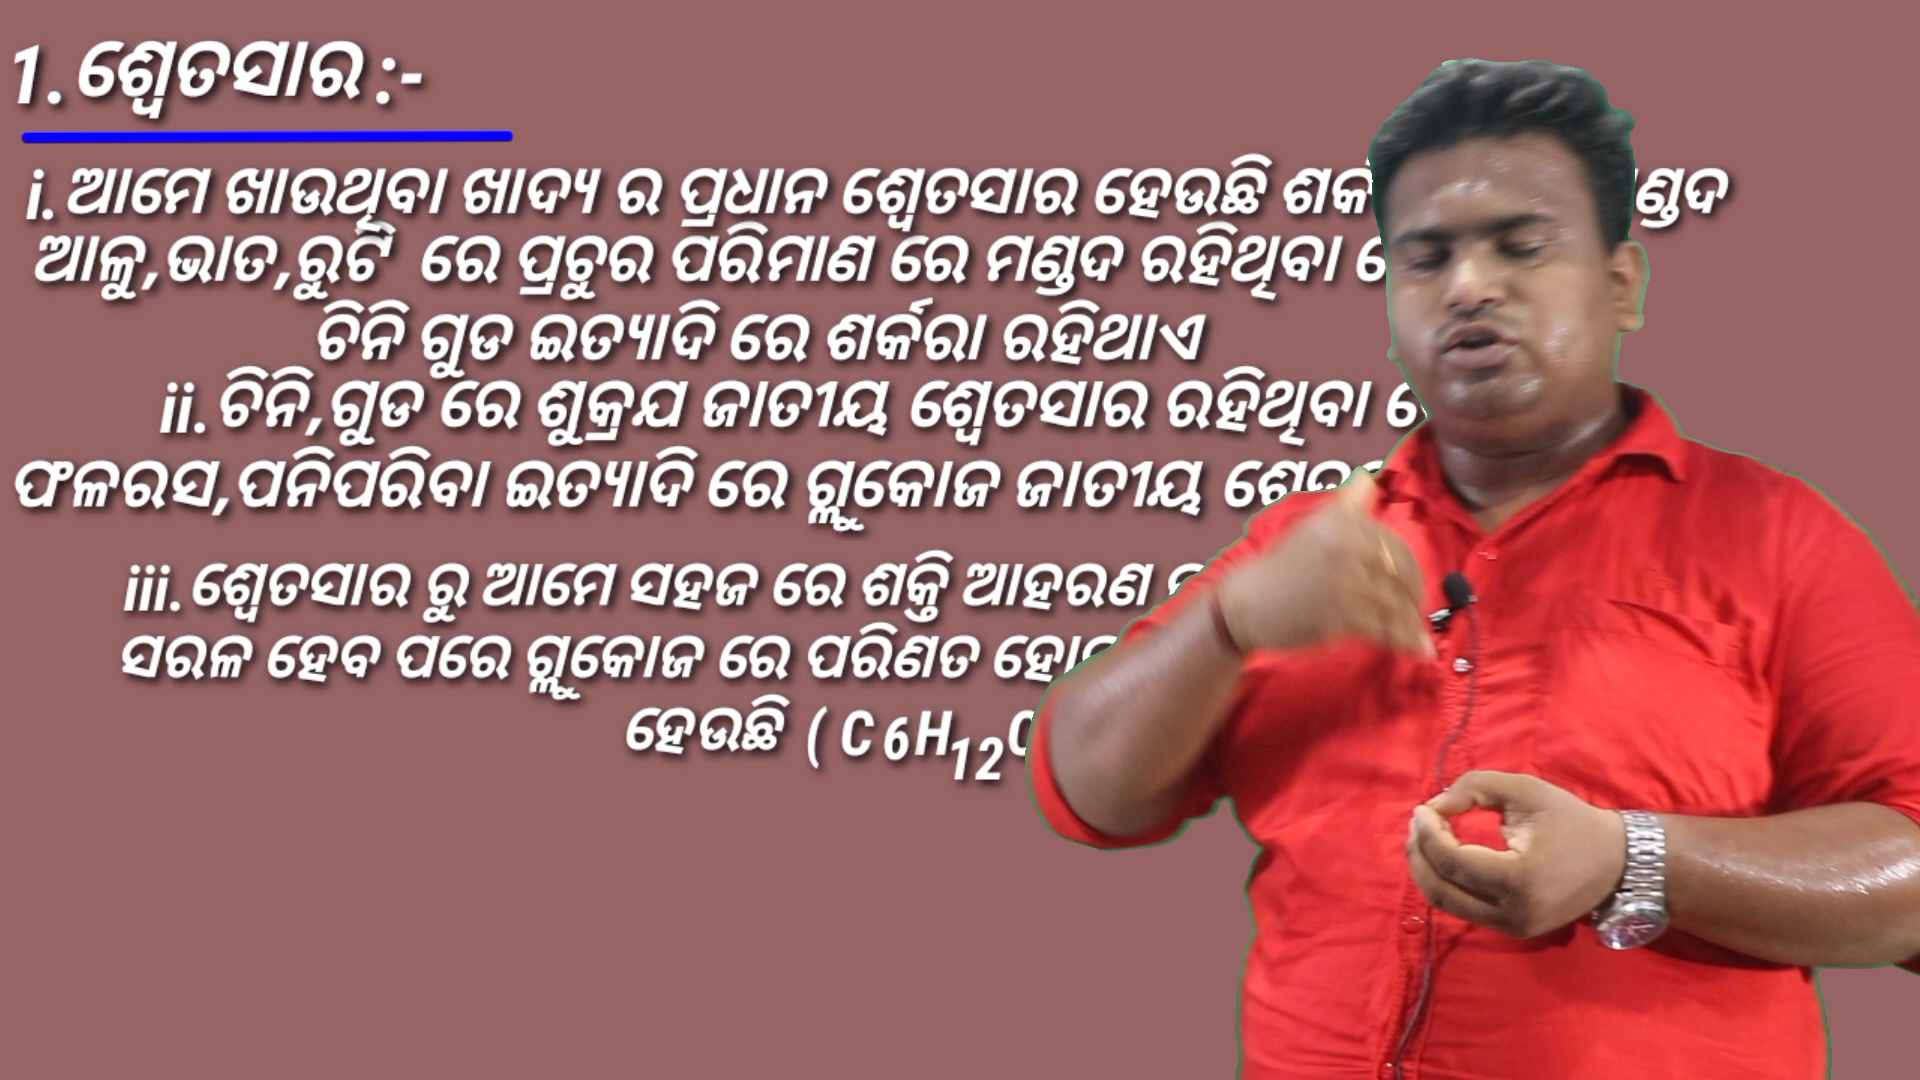 1. ଶ୍ୱେତସାର :-
i. ଆମେ ଖାଉଥିବା ଖାଦ୍ୟ ର ପ୍ରଧାନ ଶ୍ୱେତସାର ହେଉଛି
ଆଳୁ,ଭାତ,ରୁଟି ରେ ପ୍ରଚୁର ପରିମାଣ ରେ ମଣ୍ଡଦ ରହିଥିବା
ଚିନି ଗୁଡ ଇତ୍ୟାଦି ରେ ଶର୍କରା ରହିଥାଏ
ii. ଚିନି,ଗୁଡ ରେ ଶୁକ୍ରଯ ଜାତୀୟ ଶ୍ୱେତସାର ରହିଥିବା
ଫଳରସ,ପନିପରିବା ଇତ୍ୟାଦି ରେ ଗ୍ଲୁକୋଜ ଜାତୀୟ
iii. ଶ୍ୱେତସାର ରୁ ଆମେ ସହଜ ରେ ଶକ୍ତି ଆହରଣ
ସରଳ ହେବ ପରେ ଗ୍ଲୁକୋଜ ରେ ପରିଣତ
ହେଉଛି ( C6H12